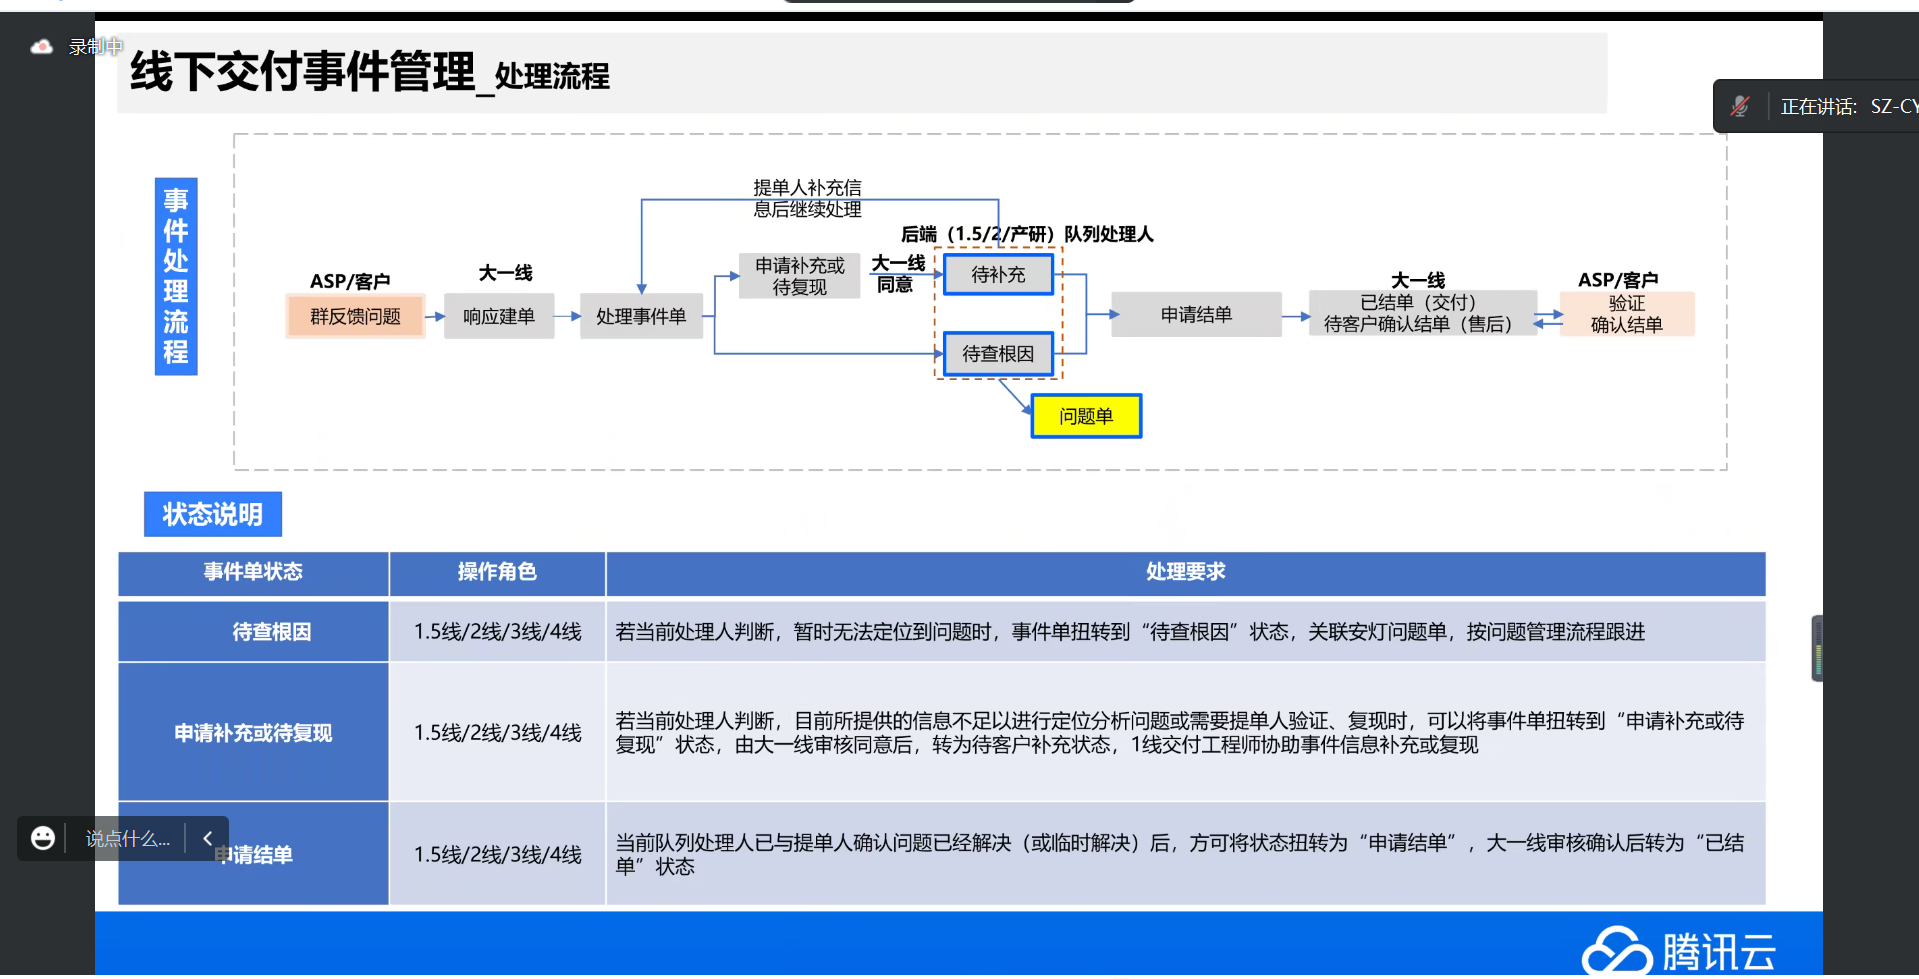 录制中
线下交付事件管理_处理流程
正在讲话: SZ-CY
事件处理流程
提单人补充信
息后继续处理
后端（1.5/2/产研）队列处理人
ASP/客户
大一线
申请补充或
待复现
大一线
同意
待补充
大一线
ASP/客户
群反馈问题
响应建单
处理事件单
申请结单
已结单（交付）
待客户确认结单（售后）
验证
确认结单
待查根因
问题单
状态说明
事件单状态
操作角色
处理要求
待查根因
1.5线/2线/3线/4线
若当前处理人判断，暂时无法定位到问题时，事件单扭转到“待查根因”状态，关联安灯问题单，按问题管理流程跟进
申请补充或待复现
1.5线/2线/3线/4线
若当前处理人判断，目前所提供的信息不足以进行定位分析问题或需要提单人验证、复现时，可以将事件单扭转到“申请补充或待
复现”状态，由大一线审核同意后，转为待客户补充状态，1线交付工程师协助事件信息补充或复现
说点什么...
申请结单
1.5线/2线/3线/4线
当前队列处理人已与提单人确认问题已经解决（或临时解决）后，方可将状态扭转为“申请结单”，大一线审核确认后转为“已结
单”状态
腾讯云